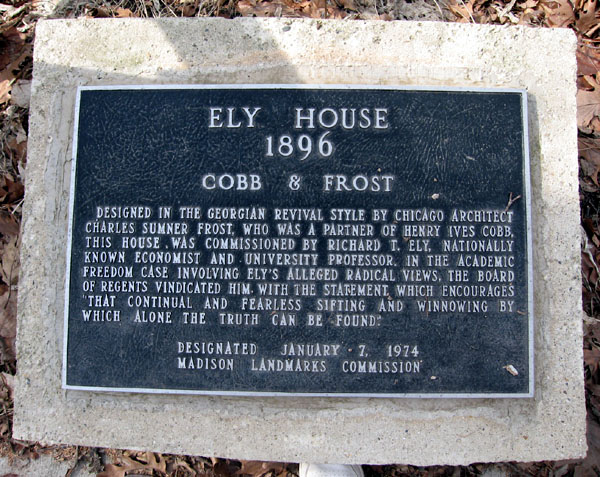 ELY HOUSE
1896
COBB & FROST
DESIGNED IN THE GEORGIAN REVIVAL STYLE BY CHICAGO ARCHITECT
CHARLES SUMNER FROST, WHO WAS A PARTNER OF HENRY IVES COBB,
THIS HOUSE WAS COMMISSIONED BY RICHARD T. ELY, NATIONALLY
KNOWN ECONOMIST AND UNIVERSITY PROFESSOR. IN THE ACADEMIC
FREEDOM CASE INVOLVING ELY'S ALLEGED RADICAL VIEWS, THE BOARD
OF REGENTS VINDICATED HIM, WITH THE STATEMENT WHICH ENCOURAGES
"THAT CONTINUAL AND FEARLESS SIFTING AND WINNOWING BY
WHICH ALONE THE TRUTH CAN BE FOUND."
DESIGNATED JANUARY 7, 1974
MADISON LANDMARKS COMMISSION